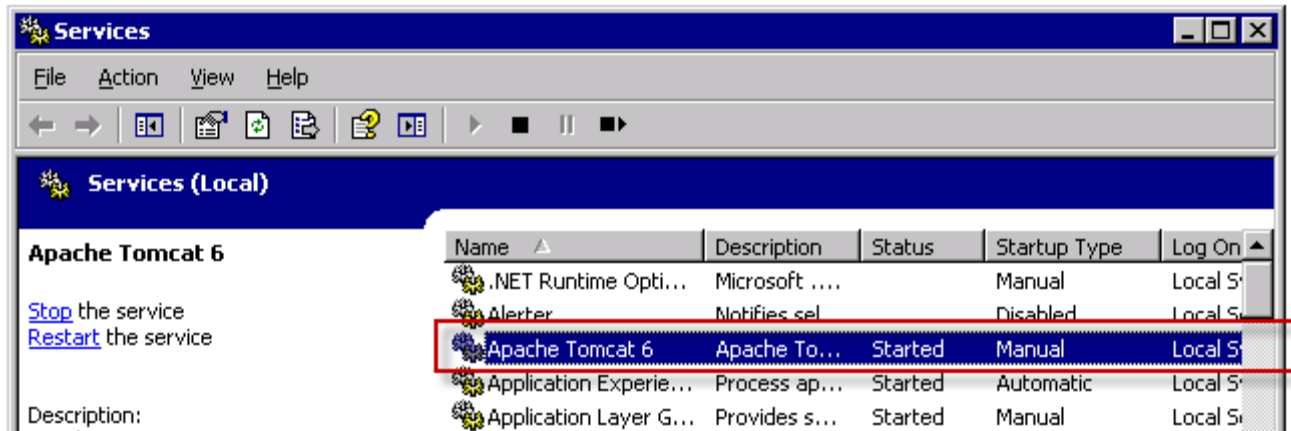 Services
File Action View Help
Services (Local)
Apache Tomcat 6
Stop the service
Restart the service
Description:
Name Description Status Startup Type Log On
.NET Runtime Opti... Microsoft .... Manual Local S
Alerter Notifies sel Disabled Local S
Apache Tomcat 6 Apache To... Started Manual Local S
Application Experie... Process ap... Started Automatic Local S
Application Layer G... Provides s... Started Manual Local S